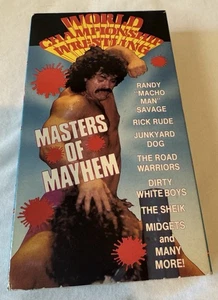 WORLD
CHAMPIONSHIP
WRESTLING
MASTERS
OF
MAYHEM
RANDY
"MACHO
MAN"
SAVAGE
RICK RUDE
JUNKYARD
DOG
THE ROAD
WARRIORS
DIRTY
WHITE BOYS
THE SHEIK
MIDGETS
and
MANY
MORE!